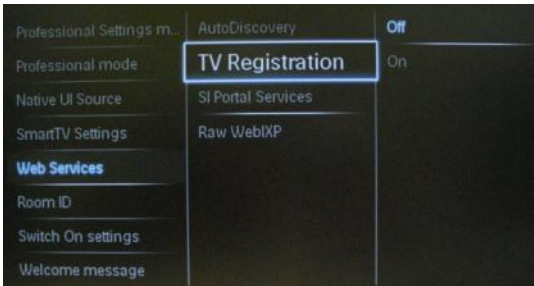 Professional Settings m...
Professional mode
Native UI Source
SmartTV Settings
Web Services
Room ID
Switch On settings
Welcome message
AutoDiscovery
TV Registration
SI Portal Services
Raw WebIXP
Off
On